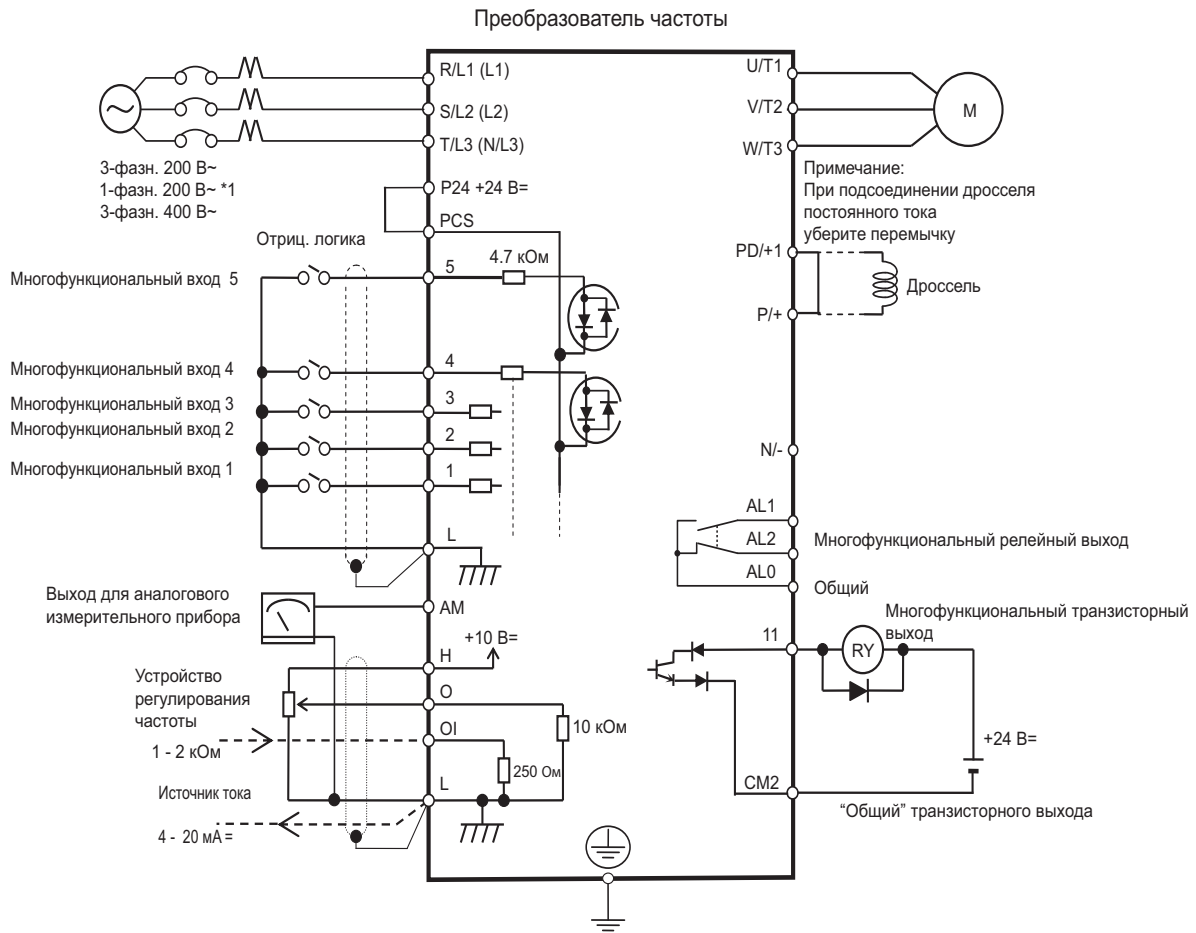 Преобразователь частоты
R/L1 (L1)
S/L2 (L2)
T/L3 (N/L3)
U/T1
V/T2
W/T3
M
3-фазн. 200 В~
1-фазн. 200 В~ *1
3-фазн. 400 В~
P24 +24 В=
PCS
Примечание:
При подсоединении дросселя
постоянного тока
уберите перемычку
PD/+1
P/+
Дроссель
Отриц. логика
Многофункциональный вход 5
5
4.7 кОм
Многофункциональный вход 4
4
Многофункциональный вход 3
3
Многофункциональный вход 2
2
Многофункциональный вход 1
1
L
N/-
AL1
AL2
AL0
Многофункциональный релейный выход
Общий
Выход для аналогового
измерительного прибора
AM
+10 В=
H
O
OI
L
Устройство
регулирования
частоты
1 - 2 кОм
Источник тока
4 - 20 мА =
10 кОм
250 Ом
Многофункциональный транзисторный
выход
11
RY
+24 В=
CM2
“Общий” транзисторного выхода